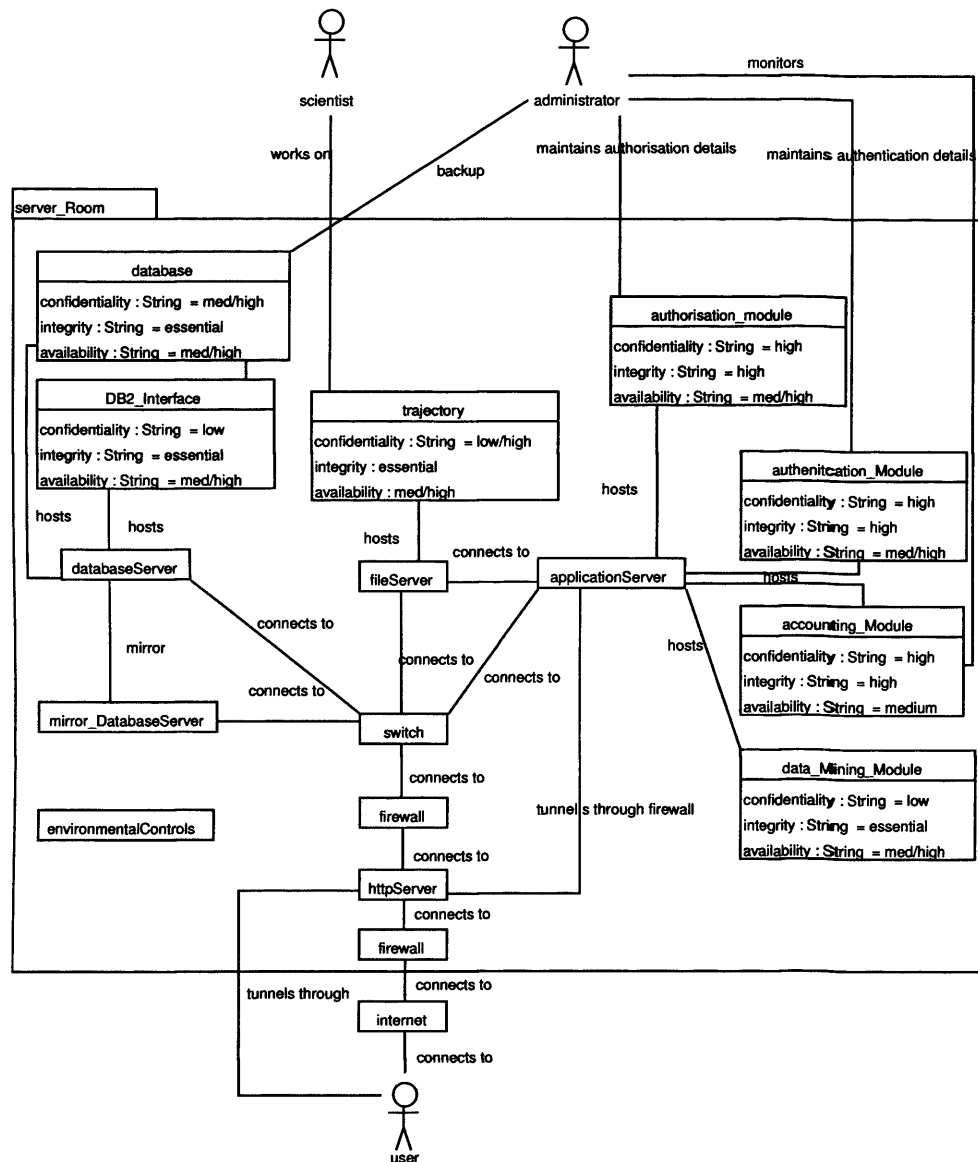 scientist
administrator
monitors
works on
backup
maintains authorisation details
maintains authentication details
server_Room
database
confidentiality : String = med/high
integrity : String = essential
availability : String = med/high
authorisation_module
confidentiality : String = high
integrity : String = high
availability : String = med/high
DB2_Interface
confidentiality : String = low
integrity : String = essential
availability : String = med/high
trajectory
confidentiality : String = low/high
integrity : essential
availability : med/high
authenitcation_Module
confidentiality : String = high
integrity : String = high
availability : String = med/high
hosts
hosts
hosts
hosts
connects to
databaseServer
fileServer
applicationServer
hosts
accounting_Module
confidentiality : String = high
integrity : String = high
availability : String = medium
connects to
mirror
connects to
connects to
connects to
hosts
mirror_DatabaseServer
switch
data_Mining_Module
confidentiality : String = low
integrity : String = essential
availability : String = med/high
connects to
tunnels through firewall
environmentalControls
firewall
connects to
httpServer
connects to
firewall
tunnels through
connects to
internet
connects to
user